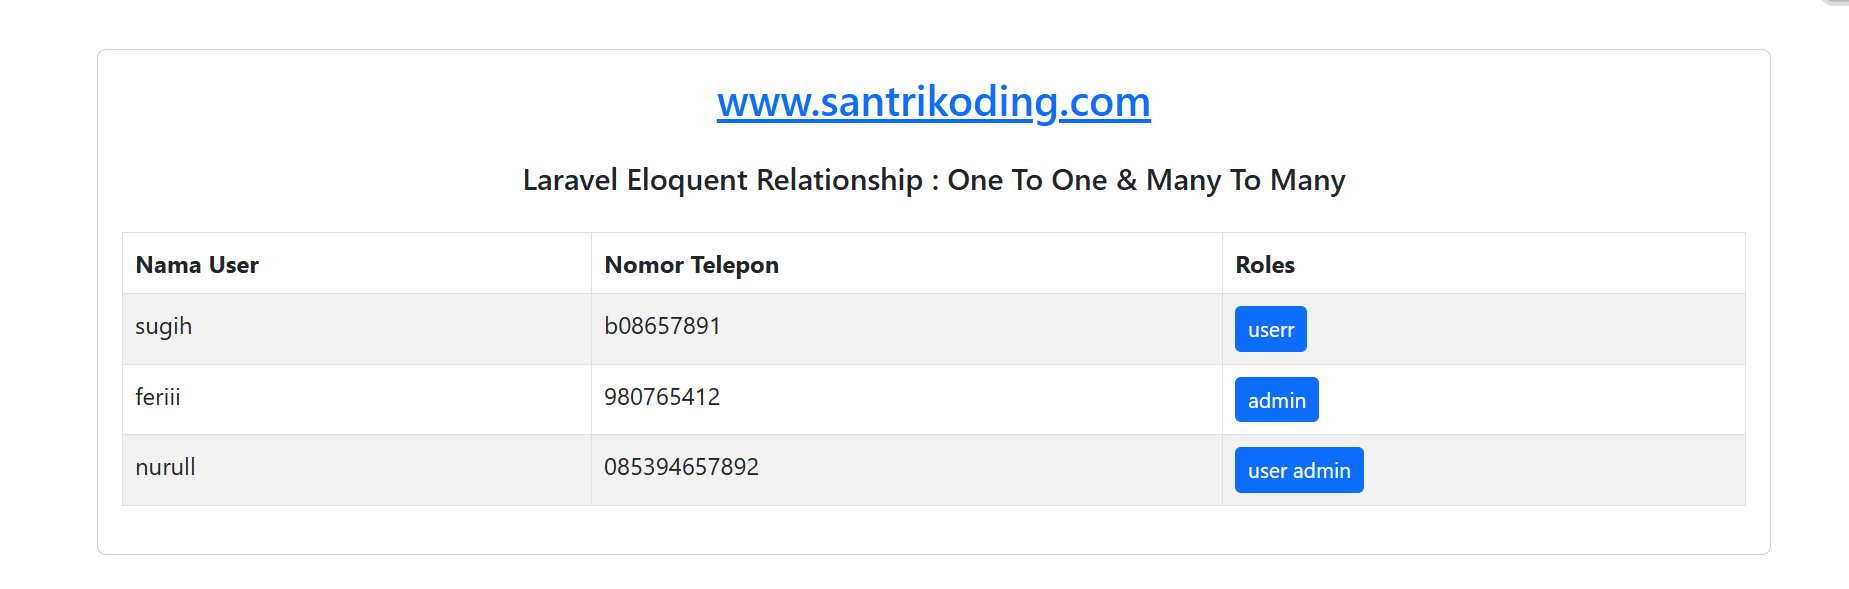 www.santrikoding.com
Laravel Eloquent Relationship : One To One & Many To Many
Nama User Nomor Telepon Roles
sugih b08657891 userr
feriii 980765412 admin
nurull 085394657892 user admin